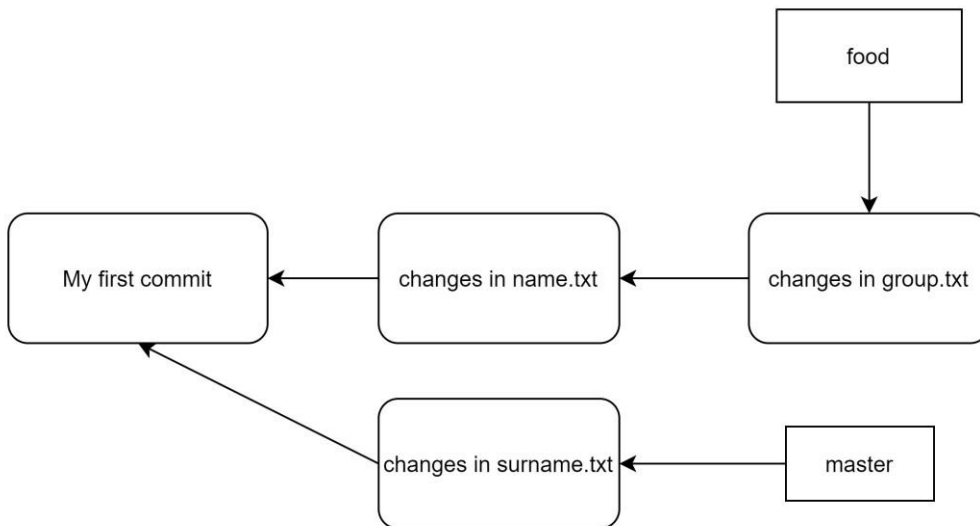 food
My first commit
changes in name.txt
changes in group.txt
changes in surname.txt
master